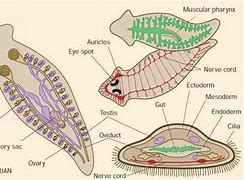 Muscular pharynx
Auricles
Eye spot
Nerve cord
Ectoderm
Mesoderm
Endoderm
Cilia
Testis
Gut
Oviduct
ory sac
Ovary
Nerve cord
RIAN